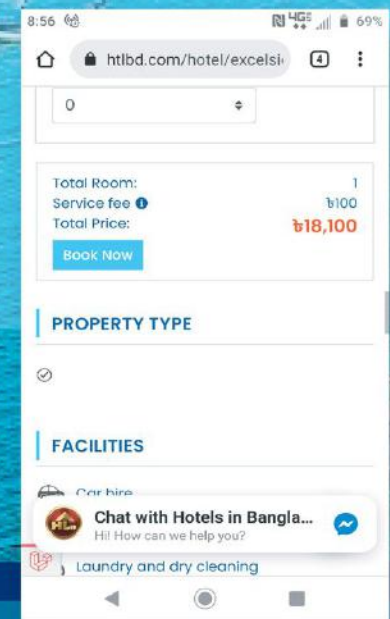 8:56
4G
69%
htlbd.com/hotel/excelsi
4
0
Total Room: 1
Service fee ৳100
Total Price: ৳18,100
Book Now
PROPERTY TYPE
FACILITIES
Car hire
Chat with Hotels in Bangla...
Hi! How can we help you?
Laundry and dry cleaning